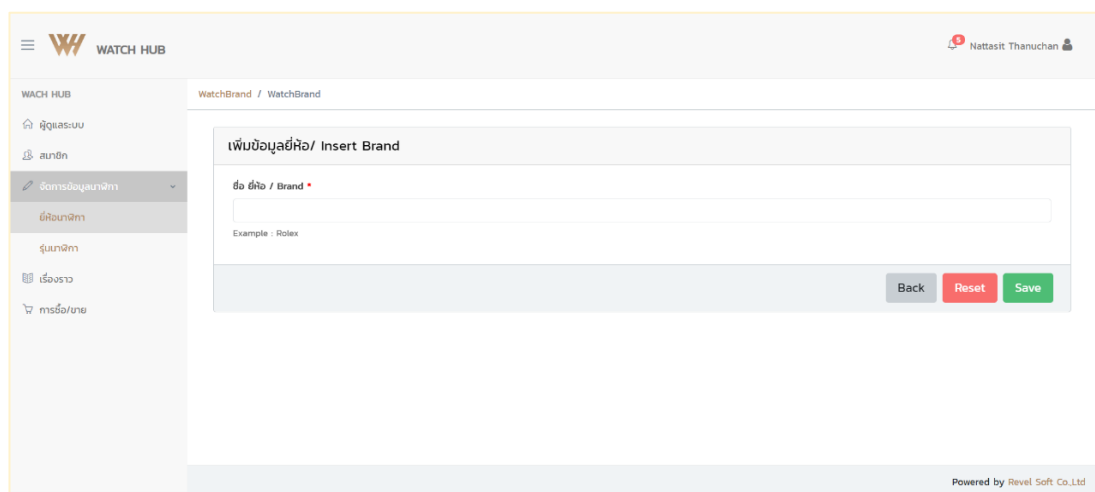 WATCH HUB
5
Nattasit Thanuchan
WACH HUB
ผู้ดูแลระบบ
สมาชิก
จัดการข้อมูลนาฬิกา
ยี่ห้อนาฬิกา
รุ่นนาฬิกา
เรื่องราว
การซื้อ/ขาย
WatchBrand / WatchBrand
เพิ่มข้อมูลยี่ห้อ/ Insert Brand
ชื่อ ยี่ห้อ / Brand *
Example : Rolex
Back Reset Save
Powered by Revel Soft Co.,Ltd